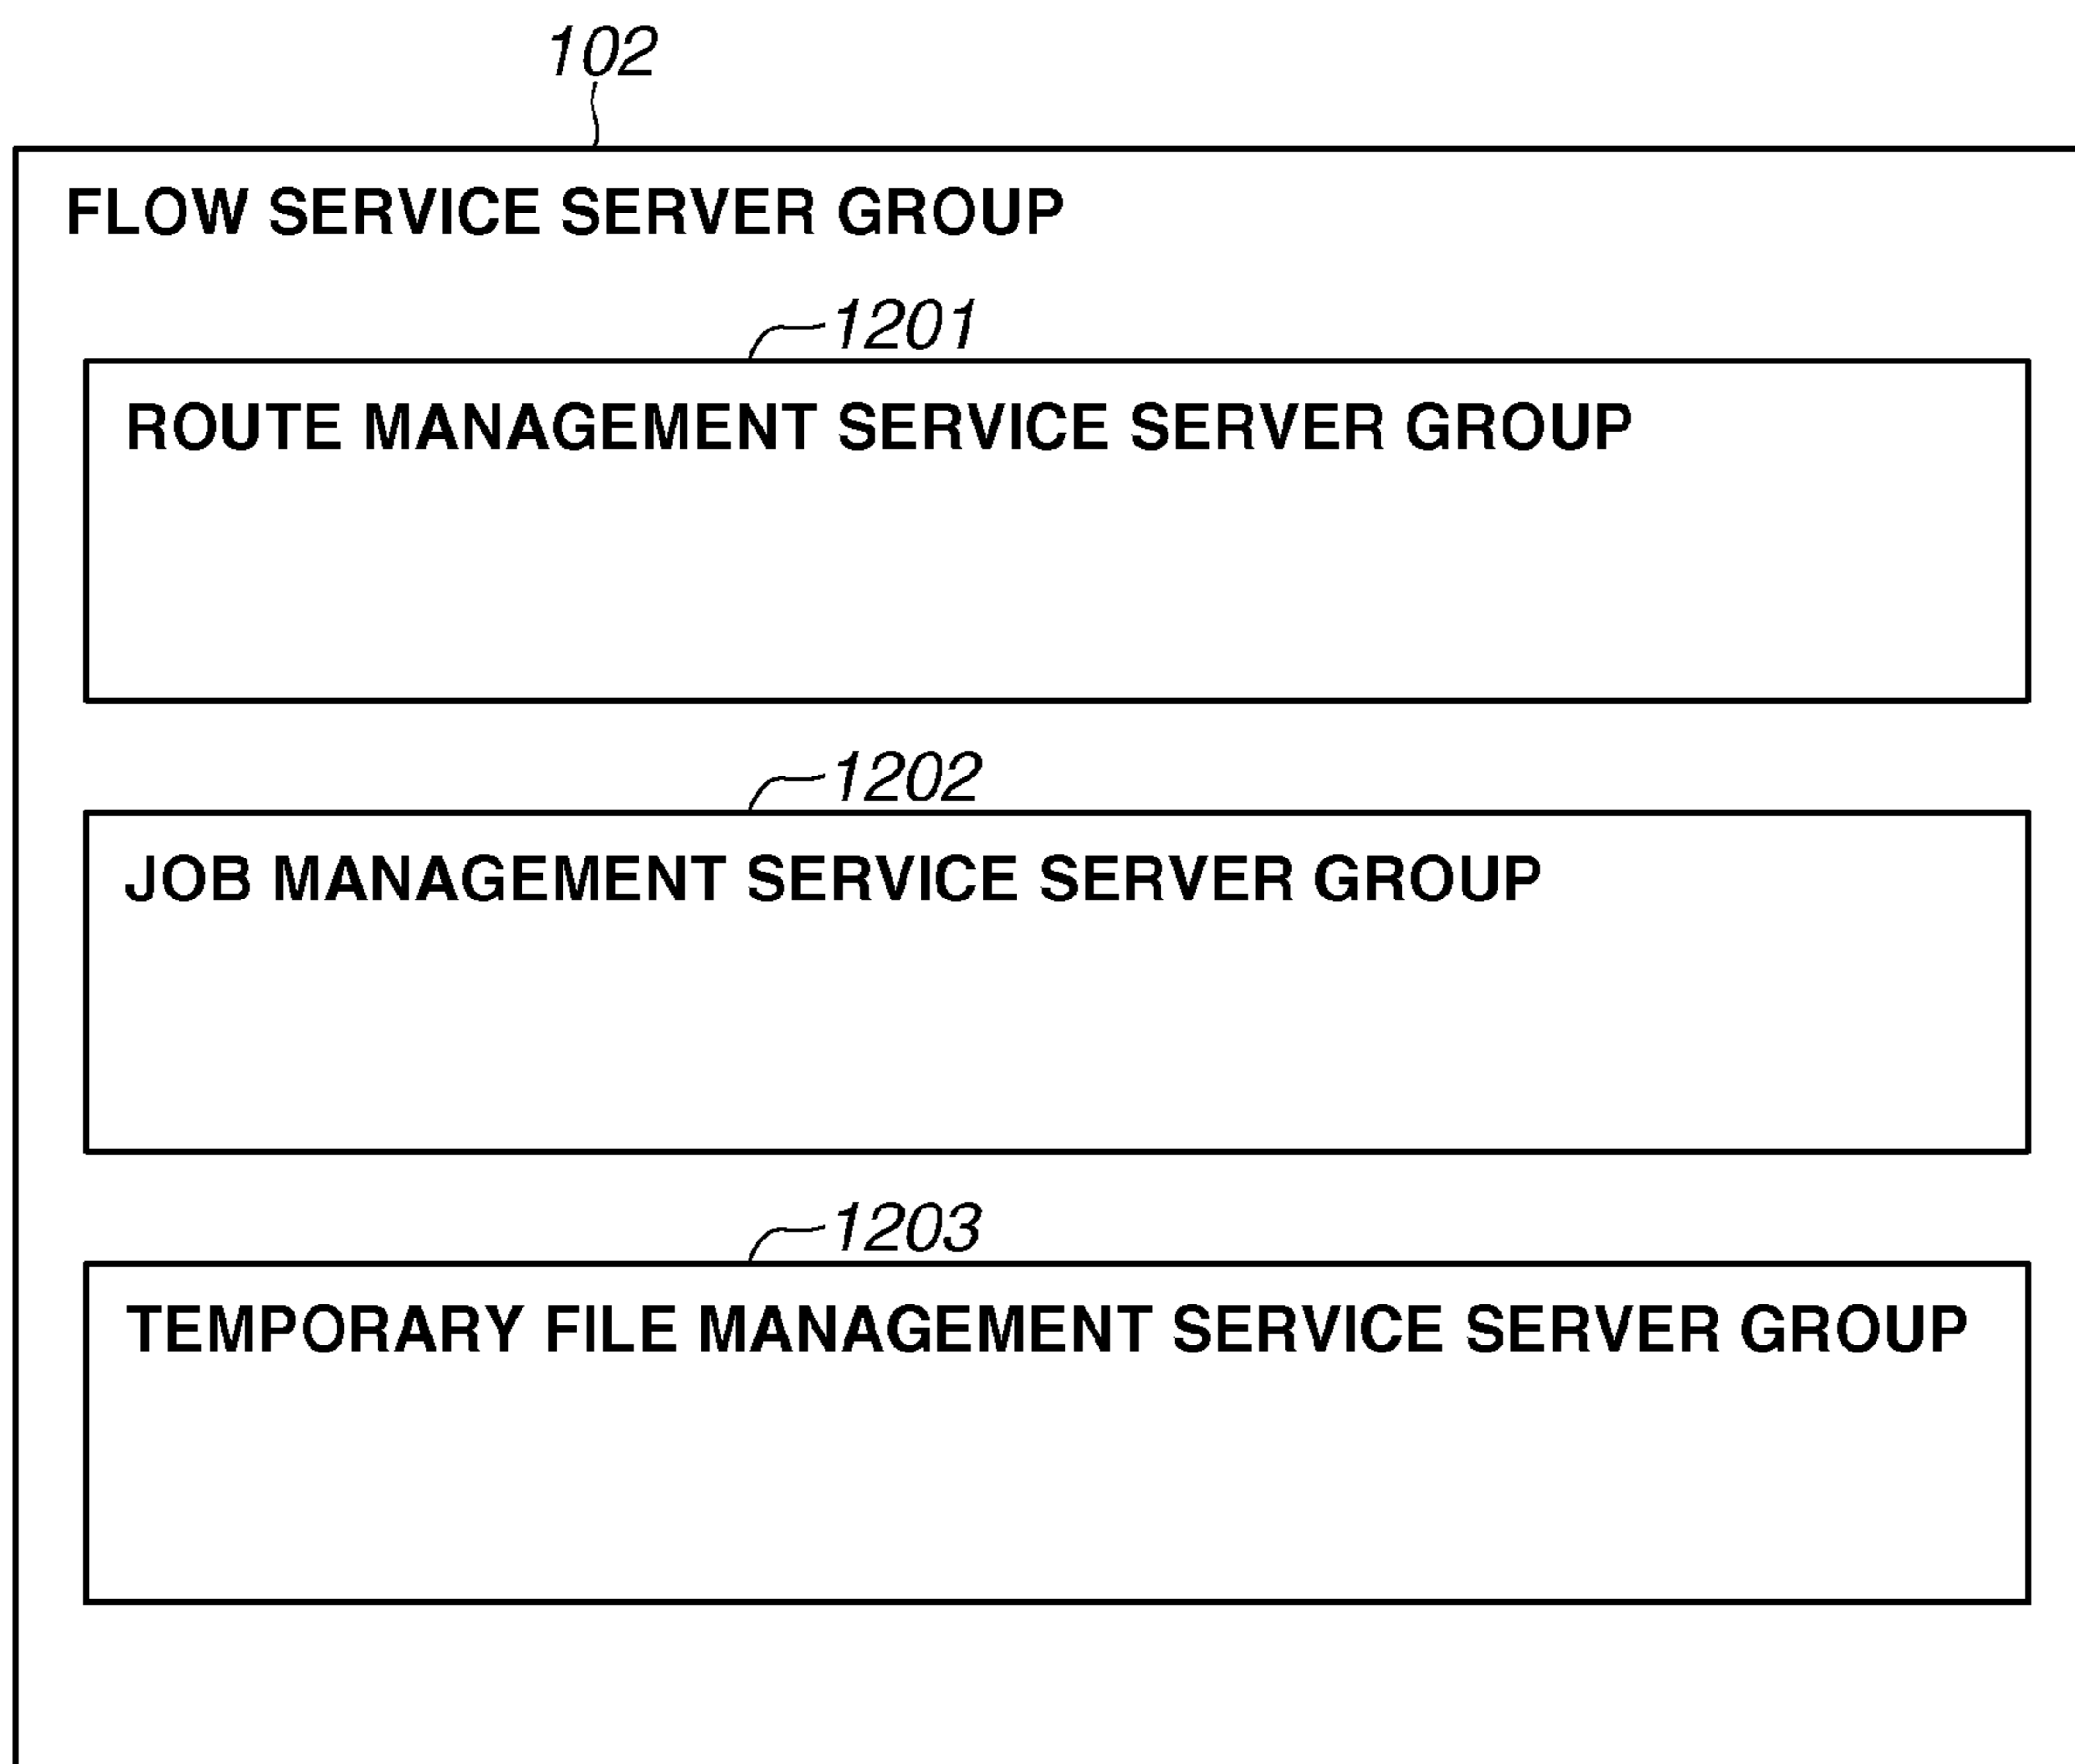 102
FLOW SERVICE SERVER GROUP
1201
ROUTE MANAGEMENT SERVICE SERVER GROUP
1202
JOB MANAGEMENT SERVICE SERVER GROUP
1203
TEMPORARY FILE MANAGEMENT SERVICE SERVER GROUP